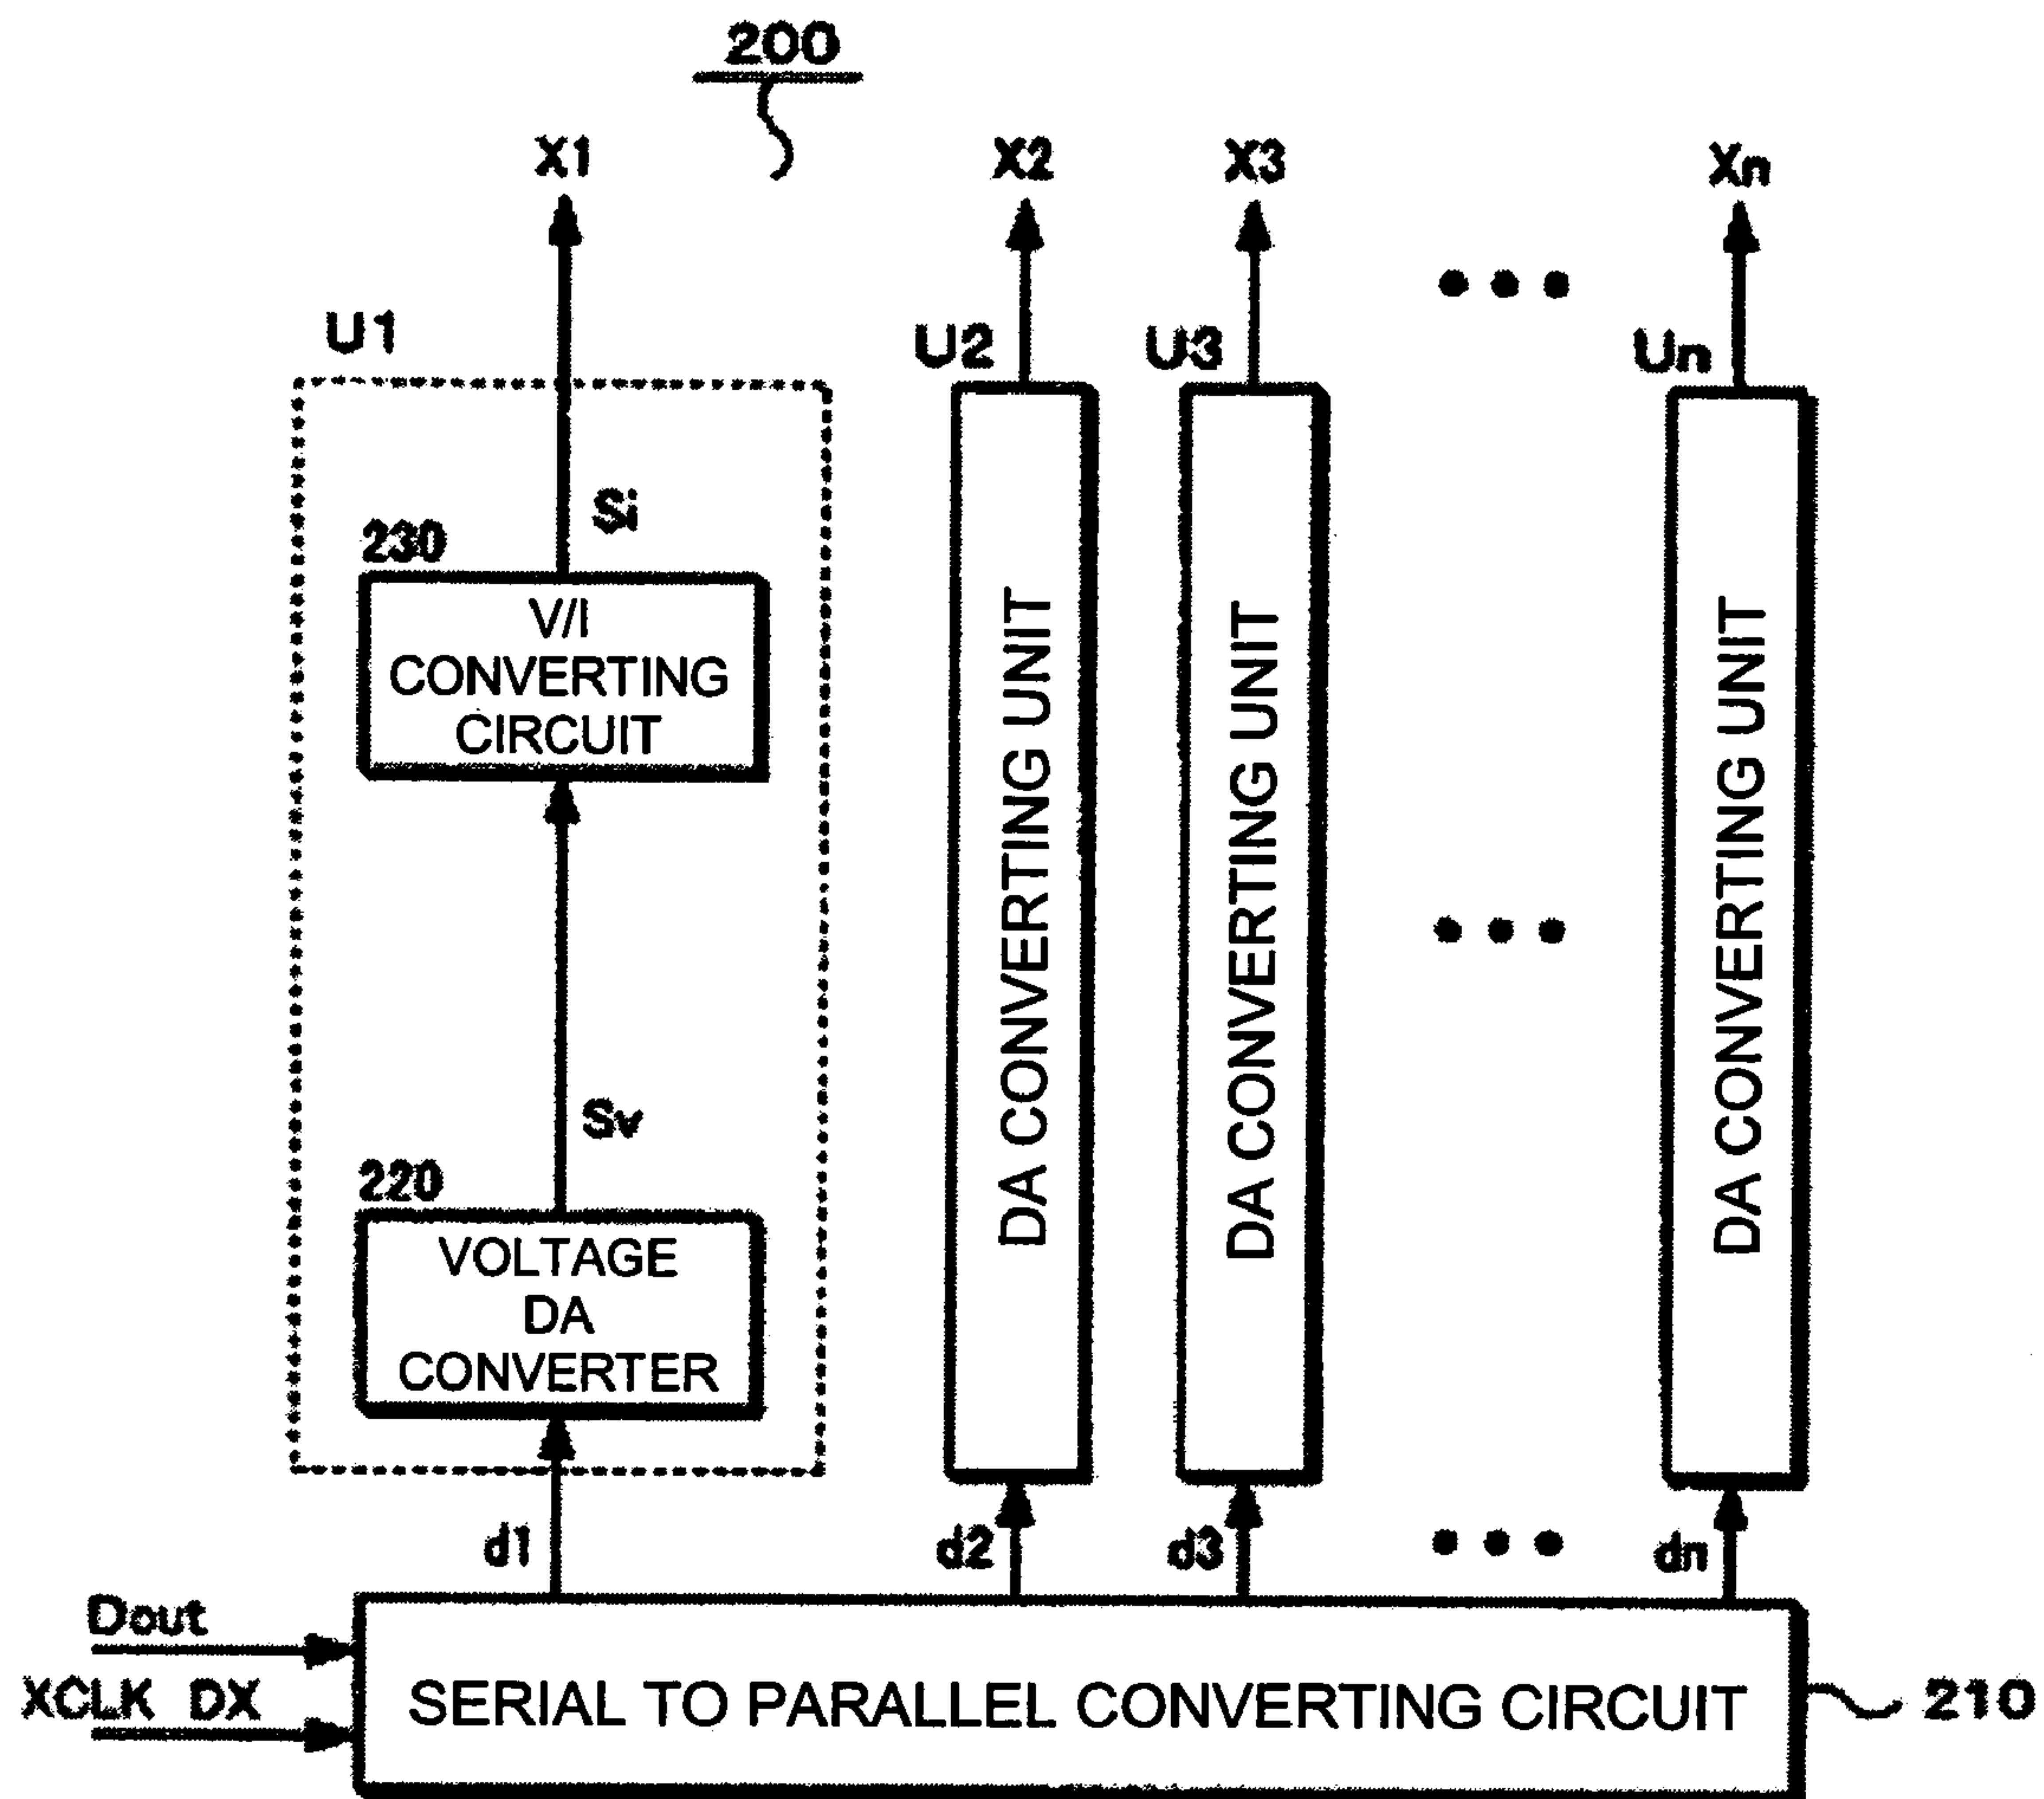 200
X1
X2
X3
Xn
U1
U2
U3
Un
Si
230
V/I
CONVERTING
CIRCUIT
Sv
220
VOLTAGE
DA
CONVERTER
DA CONVERTING UNIT
DA CONVERTING UNIT
DA CONVERTING UNIT
d1
d2
d3
dn
Dout
XCLK DX
SERIAL TO PARALLEL CONVERTING CIRCUIT
210